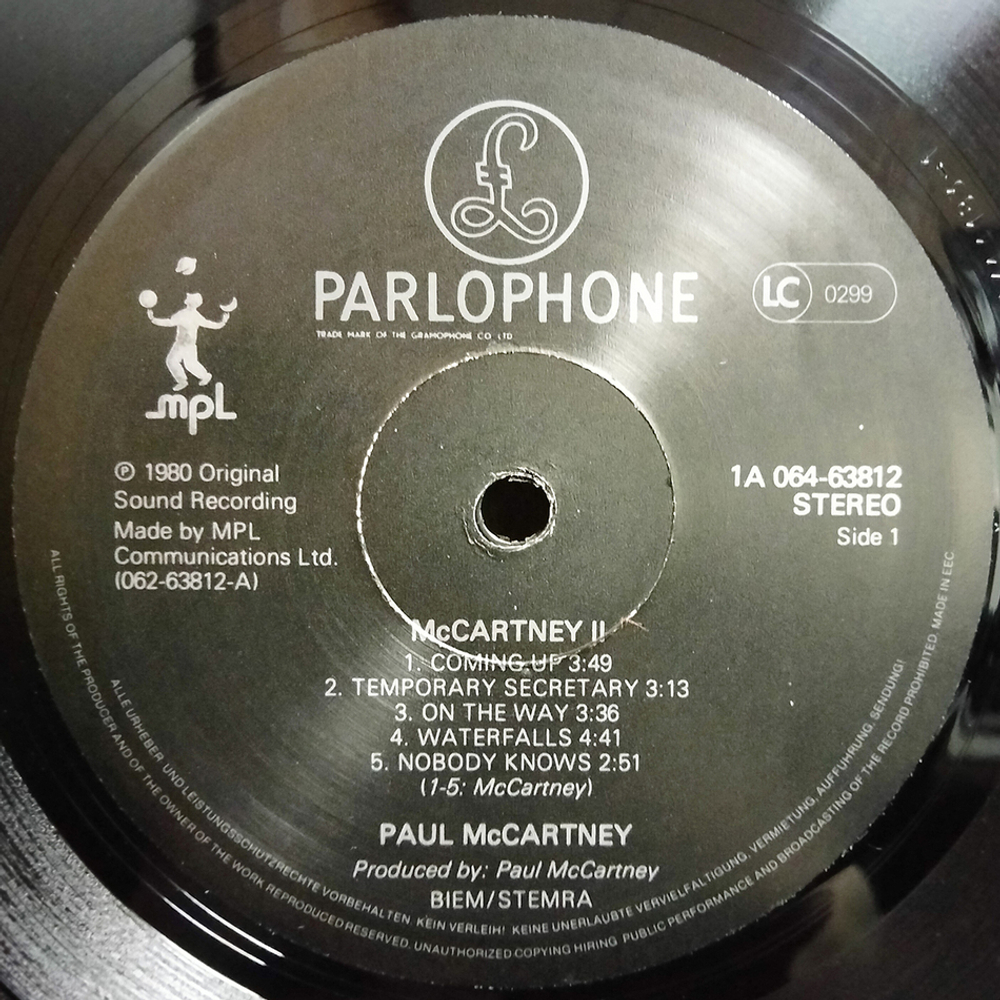 PARLOPHONE
TRADE MARK OF THE GRAMOPHONE CO LTD
LC 0299
mpL
℗ 1980 Original
Sound Recording
Made by MPL
Communications Ltd.
(062-63812-A)
1A 064-63812
STEREO
Side 1
McCARTNEY II
1. COMING UP 3:49
2. TEMPORARY SECRETARY 3:13
3. ON THE WAY 3:36
4. WATERFALLS 4:41
5. NOBODY KNOWS 2:51
(1-5: McCartney)
PAUL McCARTNEY
Produced by: Paul McCartney
BIEM/STEMRA
ALLE URHEBER UND LEISTUNGSSCHUTZRECHTE VORBEHALTEN. KEIN VERLEIH! KEINE UNERLAUBTE VERVIELFALTIGUNG, VERMIETUNG, AUFFUHRUNG, SENDUNG!
ALL RIGHTS OF THE PRODUCER AND OF THE OWNER OF THE WORK REPRODUCED RESERVED. UNAUTHORIZED COPYING HIRING PUBLIC PERFORMANCE AND BROADCASTING OF THE RECORD PROHIBITED. MADE IN EEC